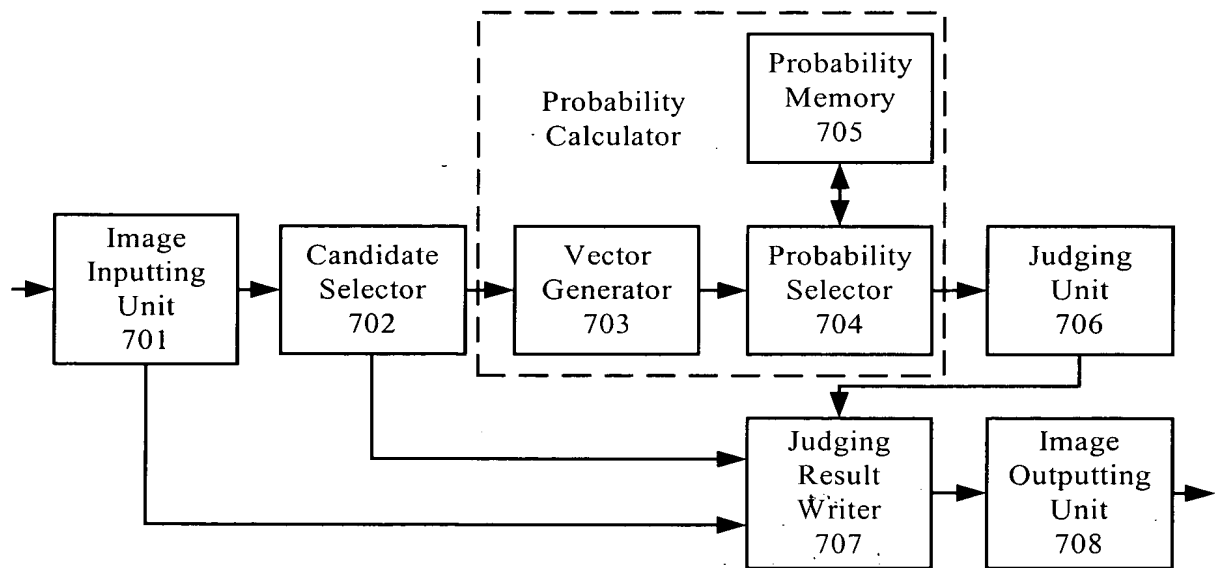 Probability
Memory
705
Probability
Calculator
Image
Inputting
Unit
701
Candidate
Selector
702
Vector
Generator
703
Probability
Selector
704
Judging
Unit
706
Judging
Result
Writer
707
Image
Outputting
Unit
708